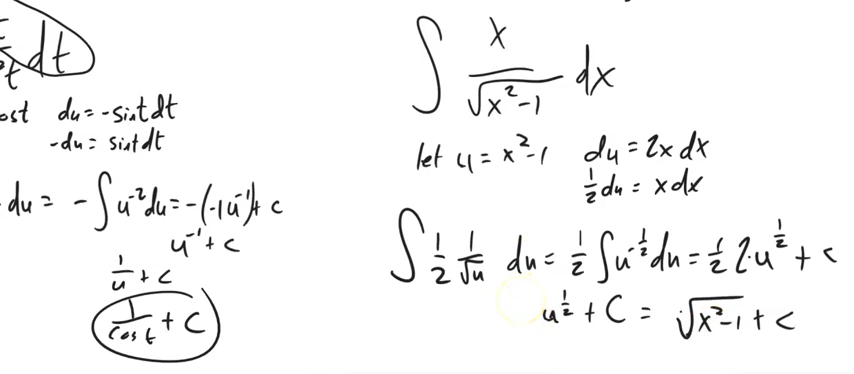 dt
ost du = -sin t dt
-du = sin t dt
du = -∫ u⁻² du = -(-1u⁻¹) + c
u⁻¹ + c
1/u + c
1/cos t + C
∫ x/√(x²-1) dx
let u = x²-1 du = 2x dx
1/2 du = x dx
∫ 1/2 1/√u du = 1/2 ∫ u^(-1/2) du = 1/2 2·u^(1/2) + c
u^(1/2) + C = √(x²-1) + c